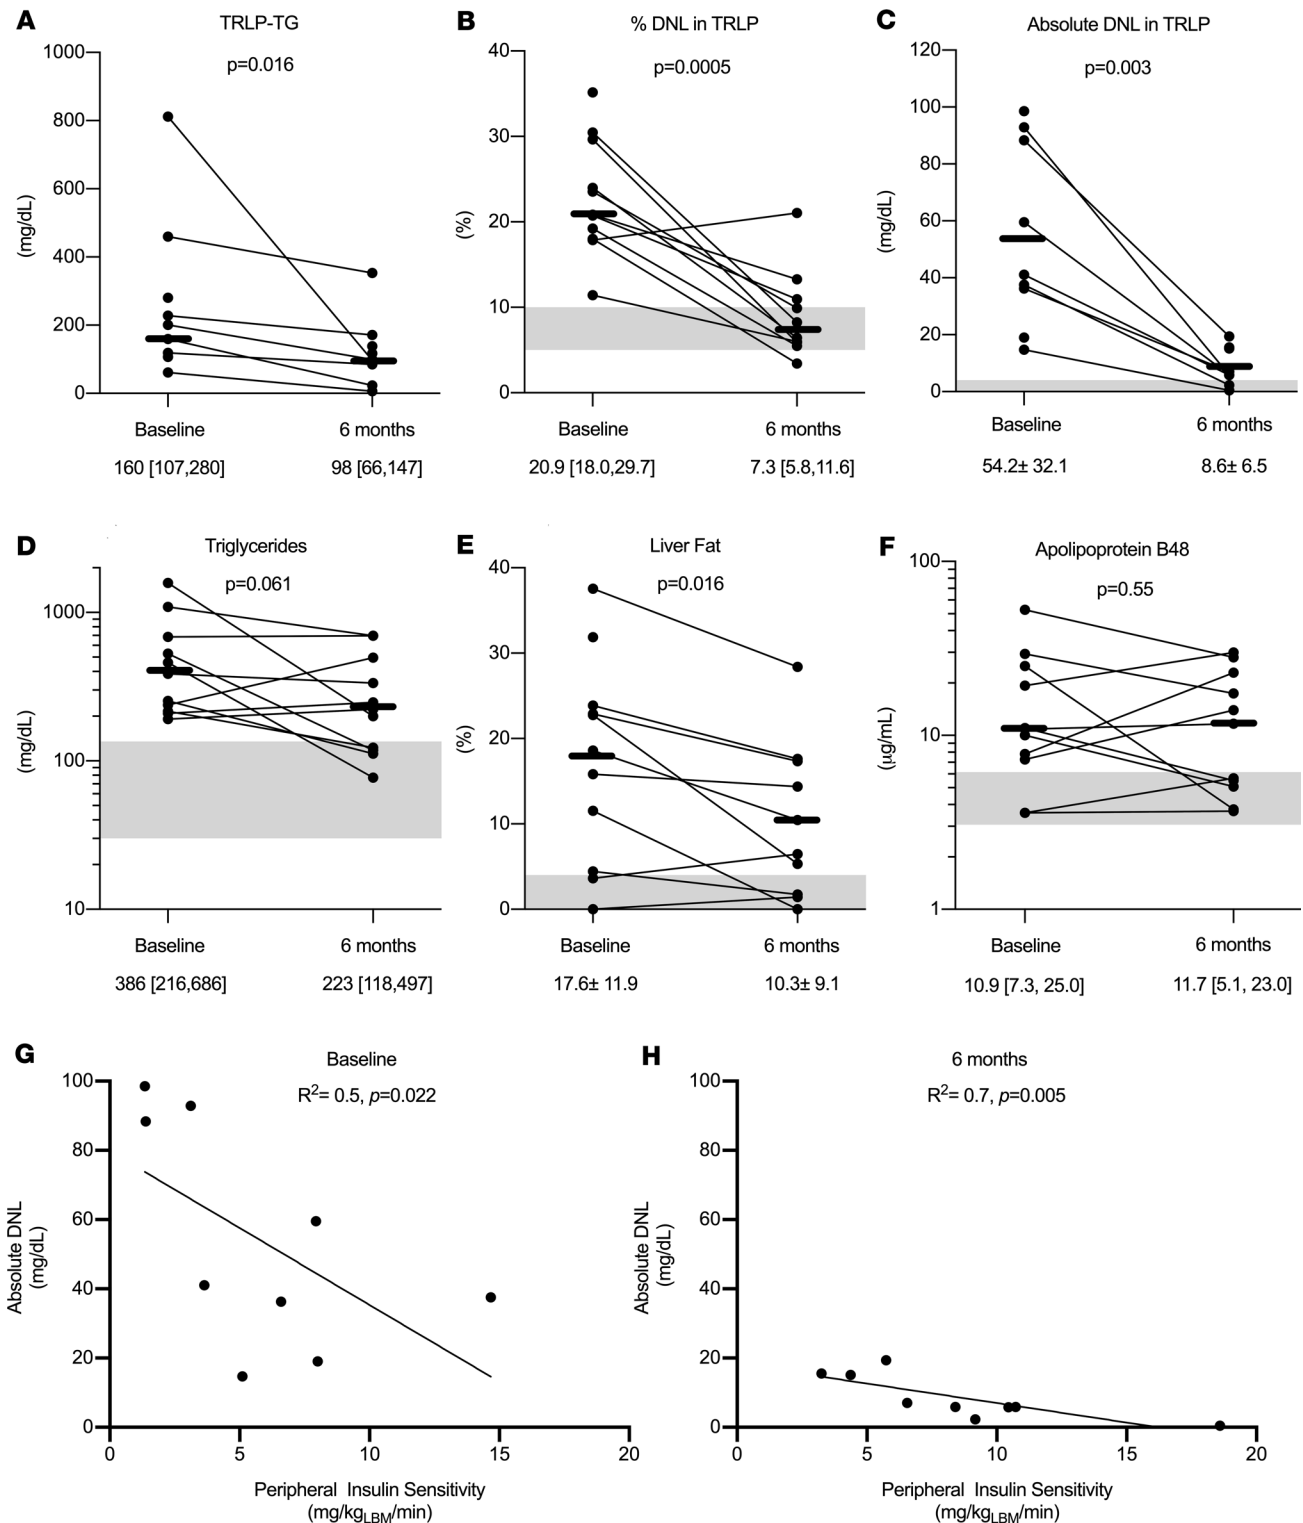 A
TRLP-TG
p=0.016
1000
800
600
400
200
0
(mg/dL)
Baseline
6 months
160 [107,280]
98 [66,147]
B
% DNL in TRLP
p=0.0005
40
30
20
10
0
(%)
Baseline
6 months
20.9 [18.0,29.7]
7.3 [5.8,11.6]
C
Absolute DNL in TRLP
p=0.003
120
100
80
60
40
20
0
(mg/dL)
Baseline
6 months
54.2± 32.1
8.6± 6.5
D
Triglycerides
p=0.061
1000
100
10
(mg/dL)
Baseline
6 months
386 [216,686]
223 [118,497]
E
Liver Fat
p=0.016
40
30
20
10
0
(%)
Baseline
6 months
17.6± 11.9
10.3± 9.1
F
Apolipoprotein B48
p=0.55
100
10
1
(µg/mL)
Baseline
6 months
10.9 [7.3, 25.0]
11.7 [5.1, 23.0]
G
Baseline
R²= 0.5, p=0.022
100
80
60
40
20
0
Absolute DNL
(mg/dL)
0 5 10 15 20
Peripheral Insulin Sensitivity
(mg/kgLBM/min)
H
6 months
R²= 0.7, p=0.005
100
80
60
40
20
0
Absolute DNL
(mg/dL)
0 5 10 15 20
Peripheral Insulin Sensitivity
(mg/kgLBM/min)